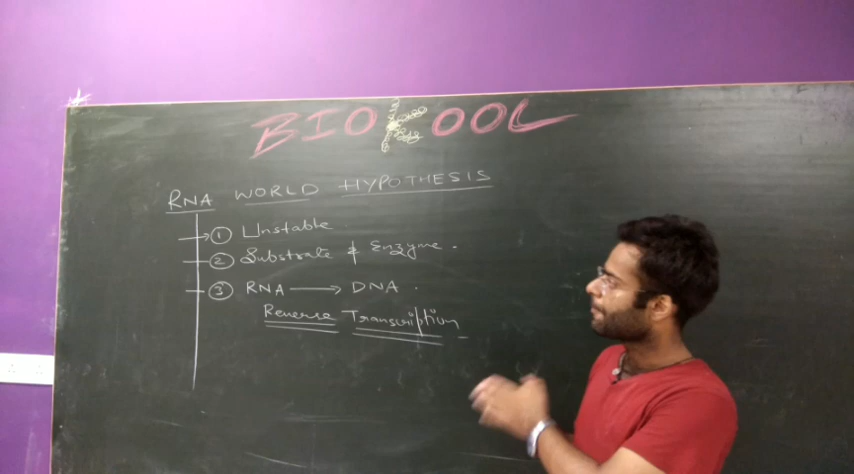 BIOKOOL
RNA WORLD HYPOTHESIS
→ ① Unstable
② Substrate & Enzyme.
③ RNA → DNA.
Reverse Transcription